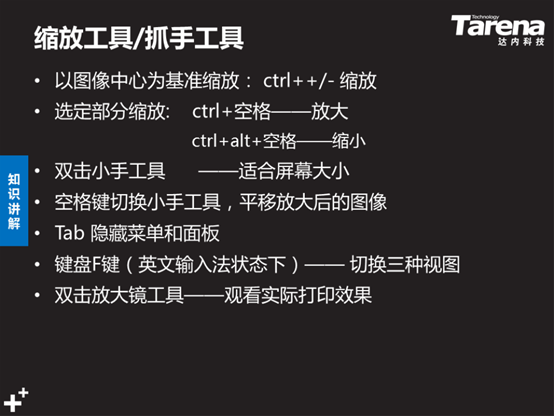 缩放工具/抓手工具
Technology
Tarena
达内科技
• 以图像中心为基准缩放： ctrl++/- 缩放
• 选定部分缩放: ctrl+空格——放大
ctrl+alt+空格——缩小
• 双击小手工具 ——适合屏幕大小
• 空格键切换小手工具，平移放大后的图像
• Tab 隐藏菜单和面板
• 键盘F键（英文输入法状态下）—— 切换三种视图
• 双击放大镜工具——观看实际打印效果
知识讲解